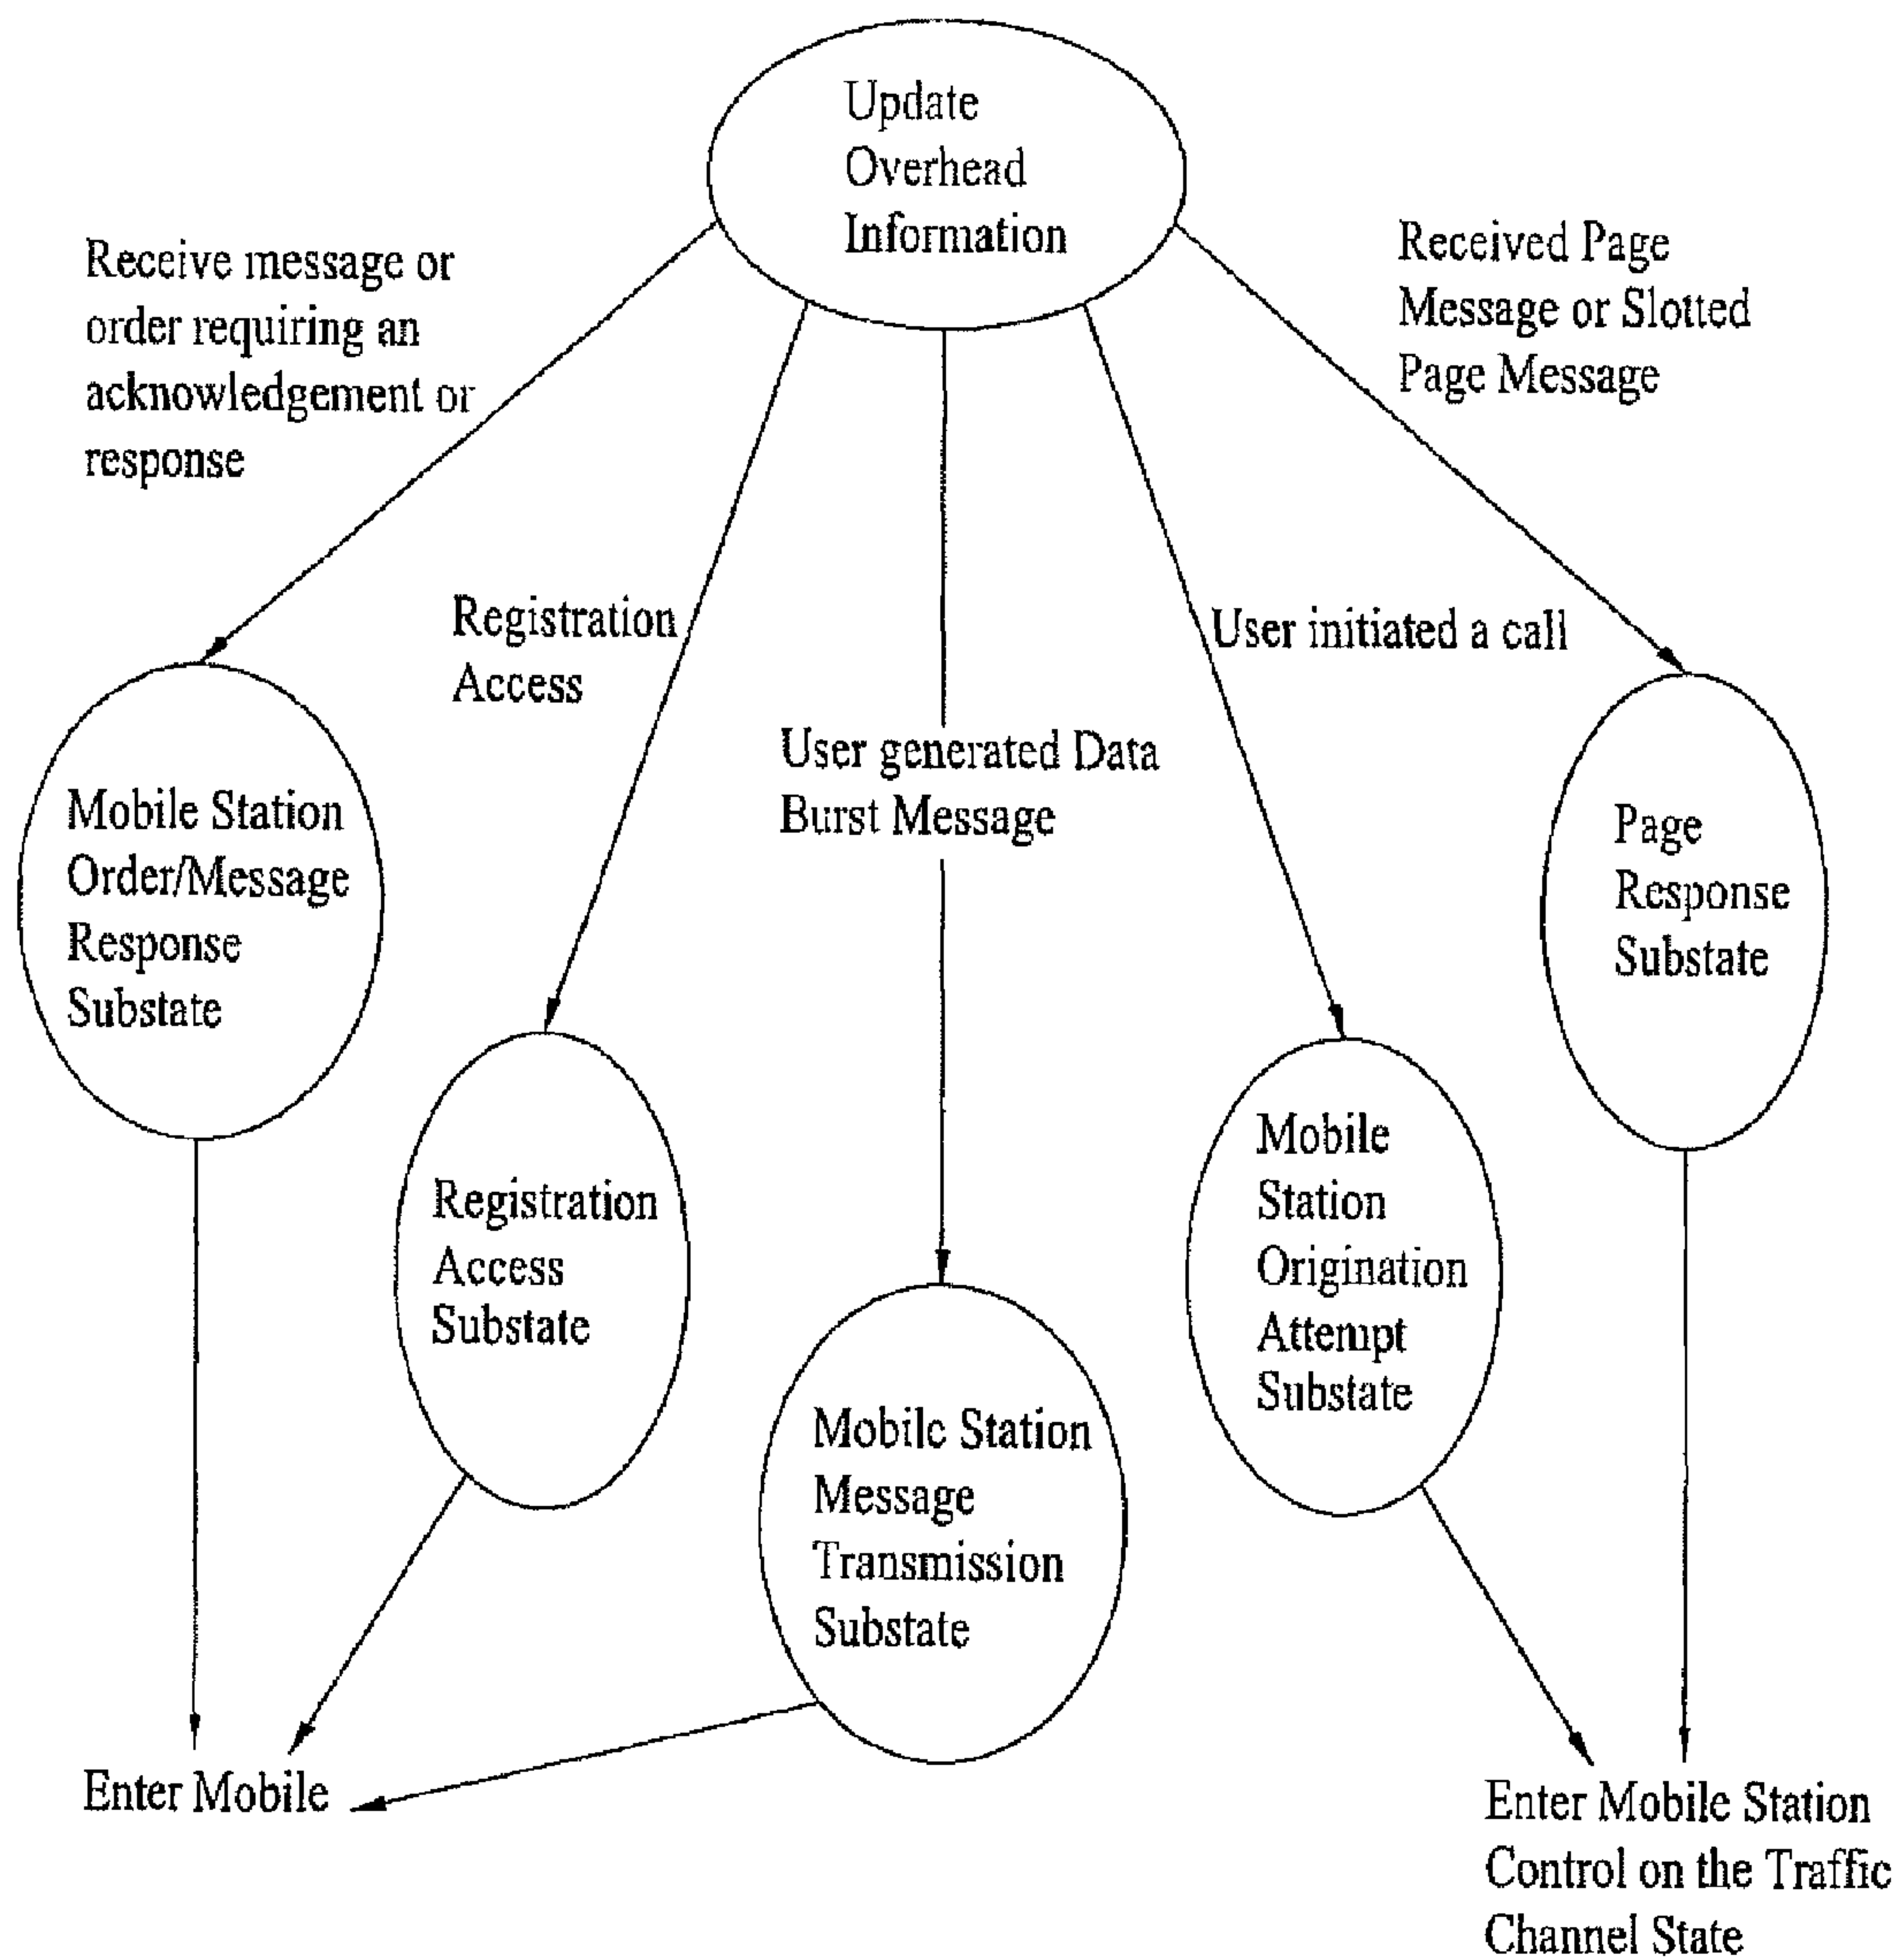 Update
Overhead
Information
Receive message or
order requiring an
acknowledgement or
response
Received Page
Message or Slotted
Page Message
Registration
Access
User initiated a call
User generated Data
Burst Message
Mobile Station
Order/Message
Response
Substate
Page
Response
Substate
Registration
Access
Substate
Mobile
Station
Origination
Attempt
Substate
Mobile Station
Message
Transmission
Substate
Enter Mobile
Enter Mobile Station
Control on the Traffic
Channel State